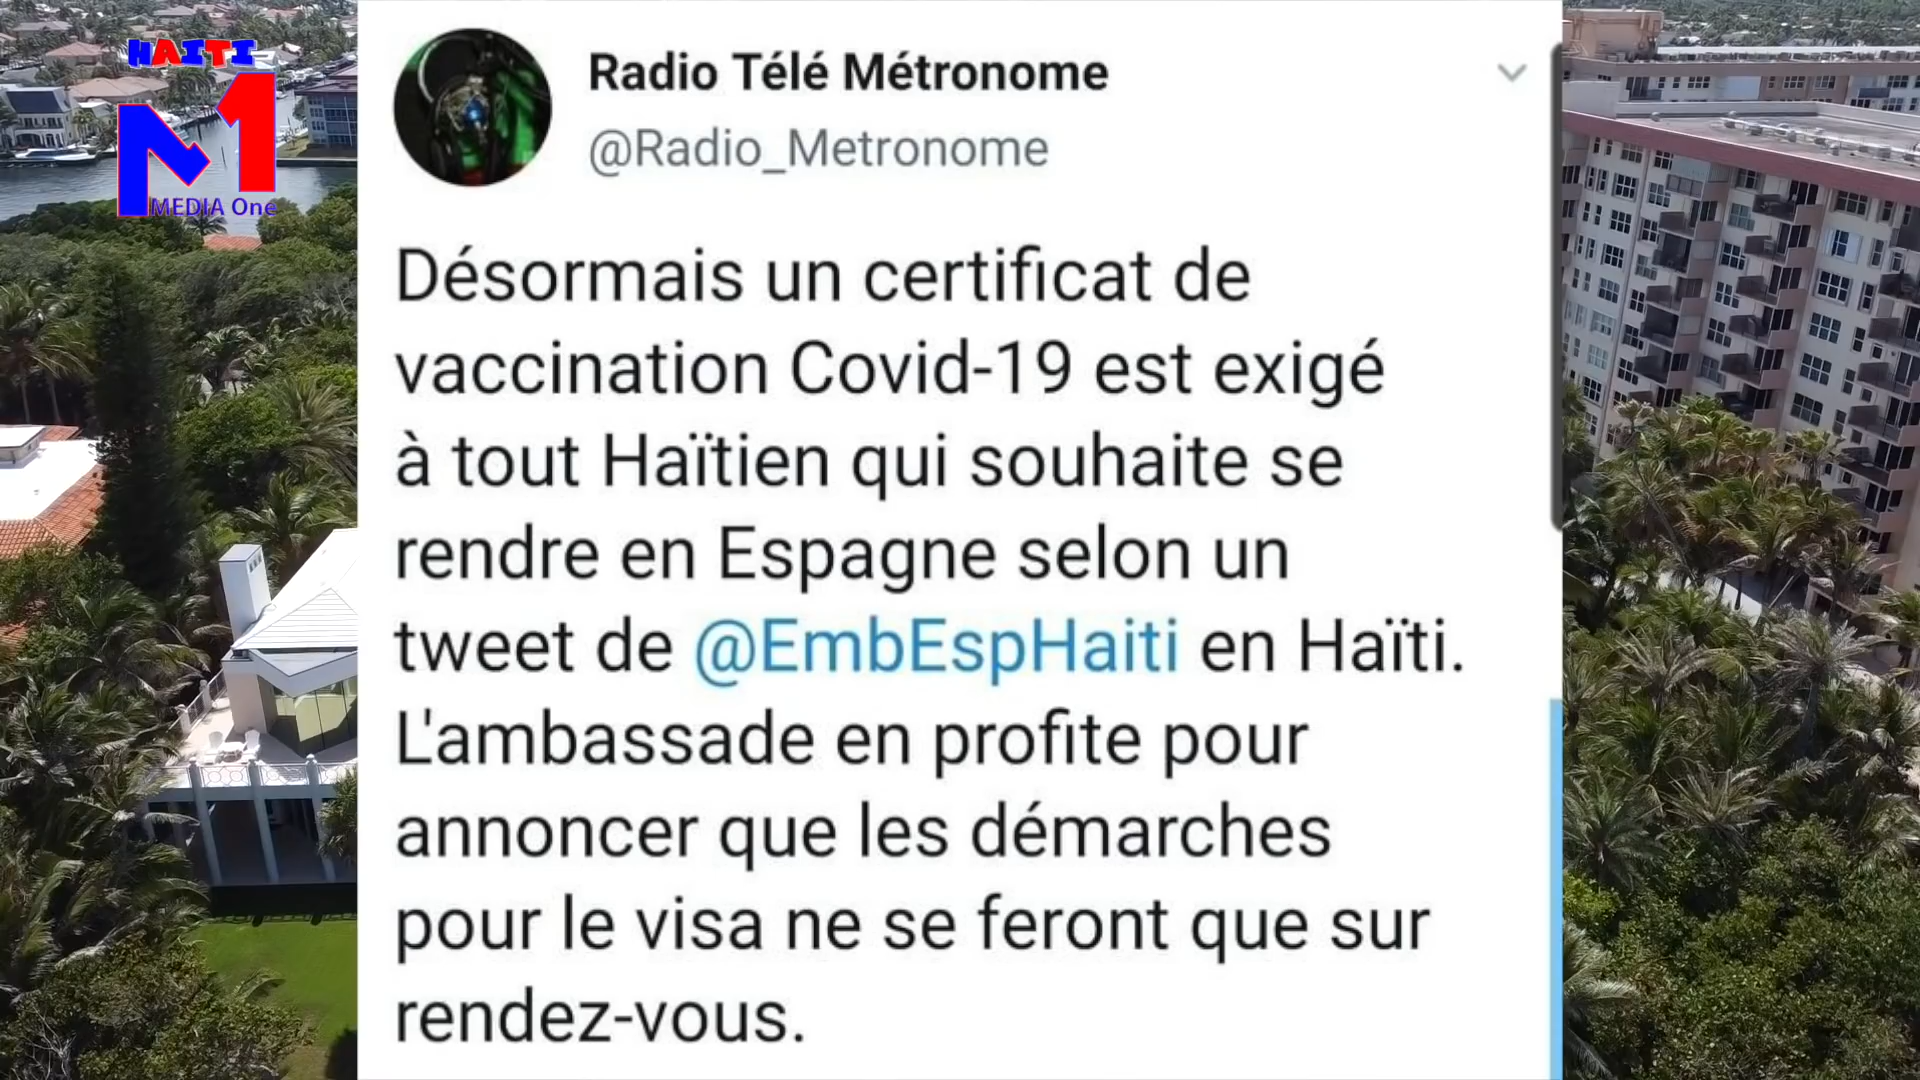 HAITI
M1
MEDIA One
Radio Télé Métronome
@Radio_Metronome
Désormais un certificat de
vaccination Covid-19 est exigé
à tout Haïtien qui souhaite se
rendre en Espagne selon un
tweet de @EmbEspHaiti en Haïti.
L'ambassade en profite pour
annoncer que les démarches
pour le visa ne se feront que sur
rendez-vous.